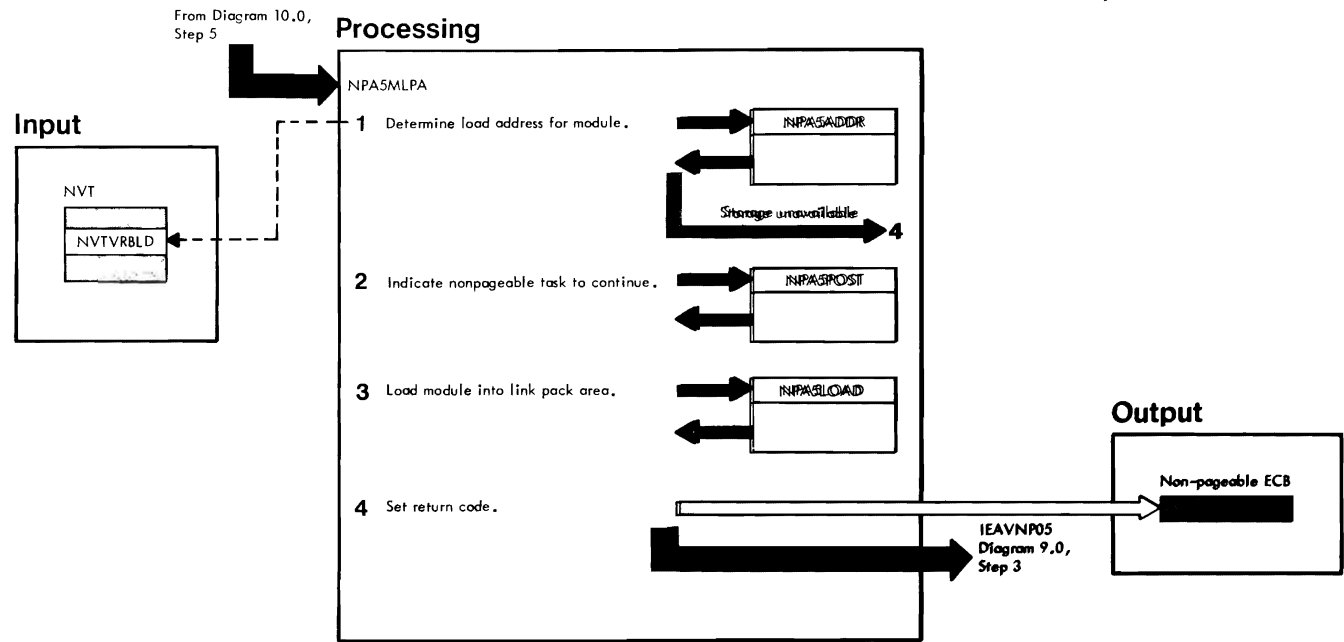 From Diagram 10.0,
Step 5
Processing
NPA5MLPA
Input
NVT
NVTVRBLD
1 Determine load address for module.
NPA5ADDR
Storage unavailable
4
2 Indicate nonpageable task to continue.
NPA5POST
3 Load module into link pack area.
NPA5LOAD
4 Set return code.
Output
Non-pageable ECB
IEAVNP05
Diagram 9.0,
Step 3